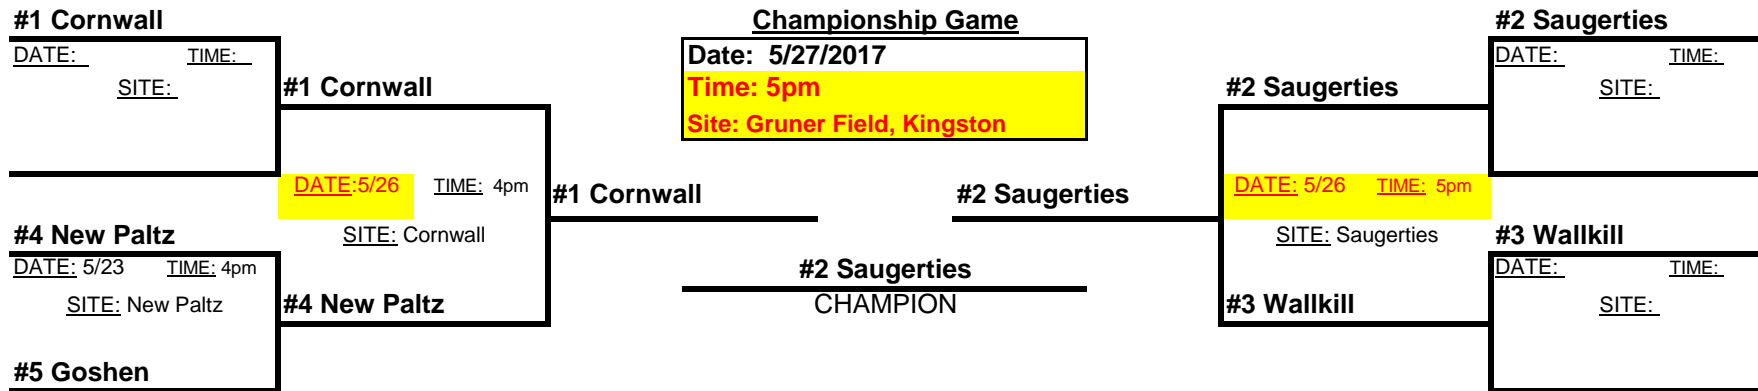 #1 Cornwall
Championship Game
#2 Saugerties
DATE: TIME:
Date: 5/27/2017
DATE: TIME:
SITE:
#1 Cornwall
Time: 5pm
#2 Saugerties
SITE:
Site: Gruner Field, Kingston
DATE:5/26 TIME: 4pm
#1 Cornwall
#2 Saugerties
DATE: 5/26 TIME: 5pm
#4 New Paltz
SITE: Cornwall
SITE: Saugerties
#3 Wallkill
DATE: 5/23 TIME: 4pm
#2 Saugerties
DATE: TIME:
SITE: New Paltz
#4 New Paltz
CHAMPION
#3 Wallkill
SITE:
#5 Goshen